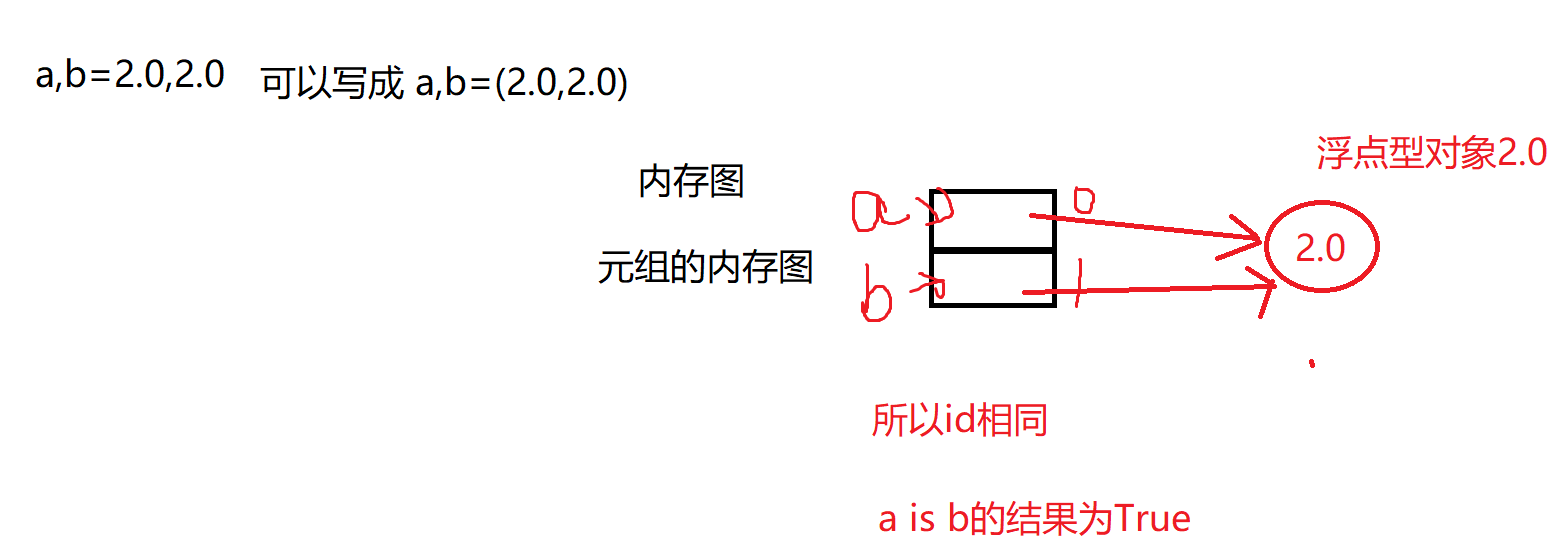 a,b=2.0,2.0 可以写成 a,b=(2.0,2.0)
浮点型对象2.0
内存图
a 0
2.0
元组的内存图
b 1
所以id相同
a is b的结果为True